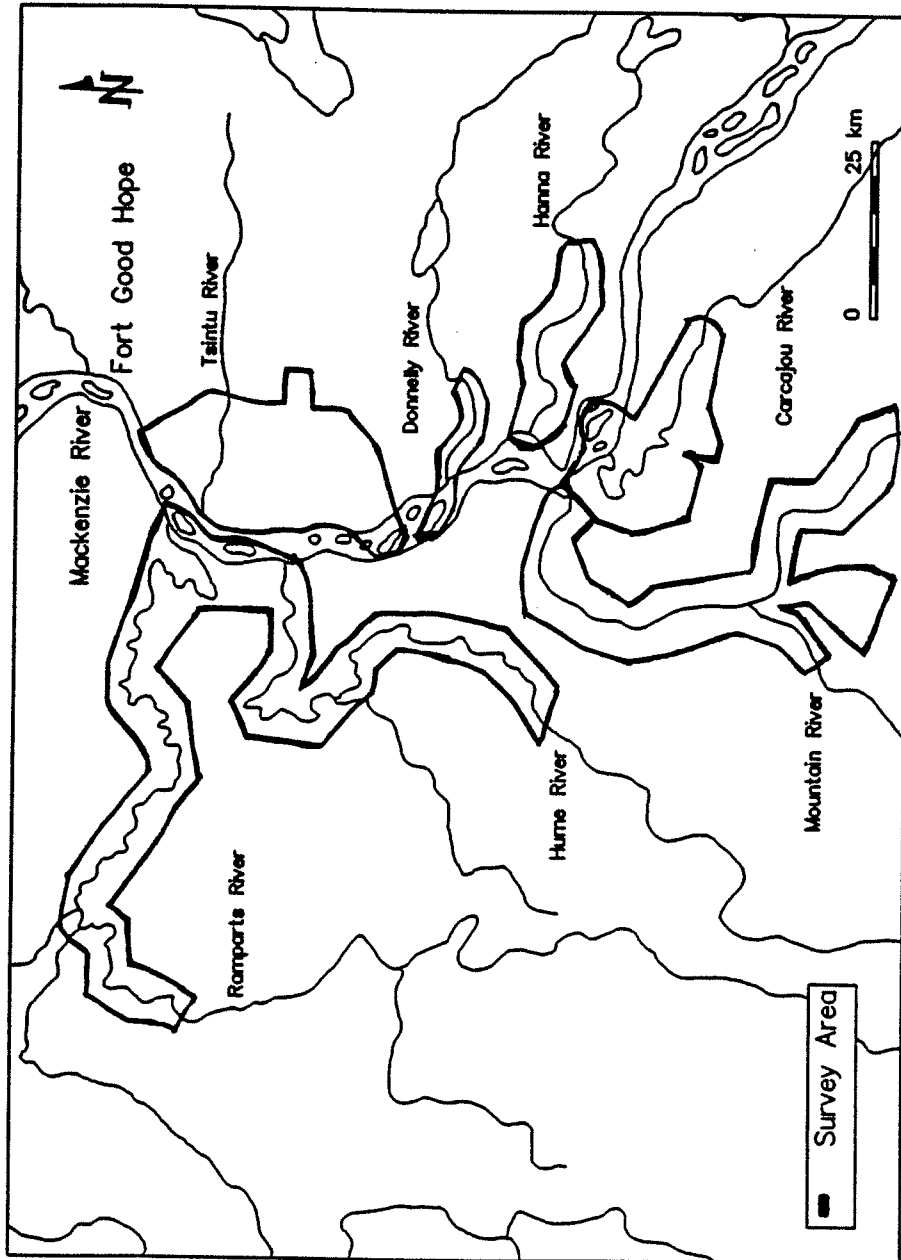 N
Fort Good Hope
Mackenzie River
Tsintu River
Donnelly River
Hanna River
Ramparts River
Hume River
Mountain River
Carcajou River
Survey Area
0 25 km